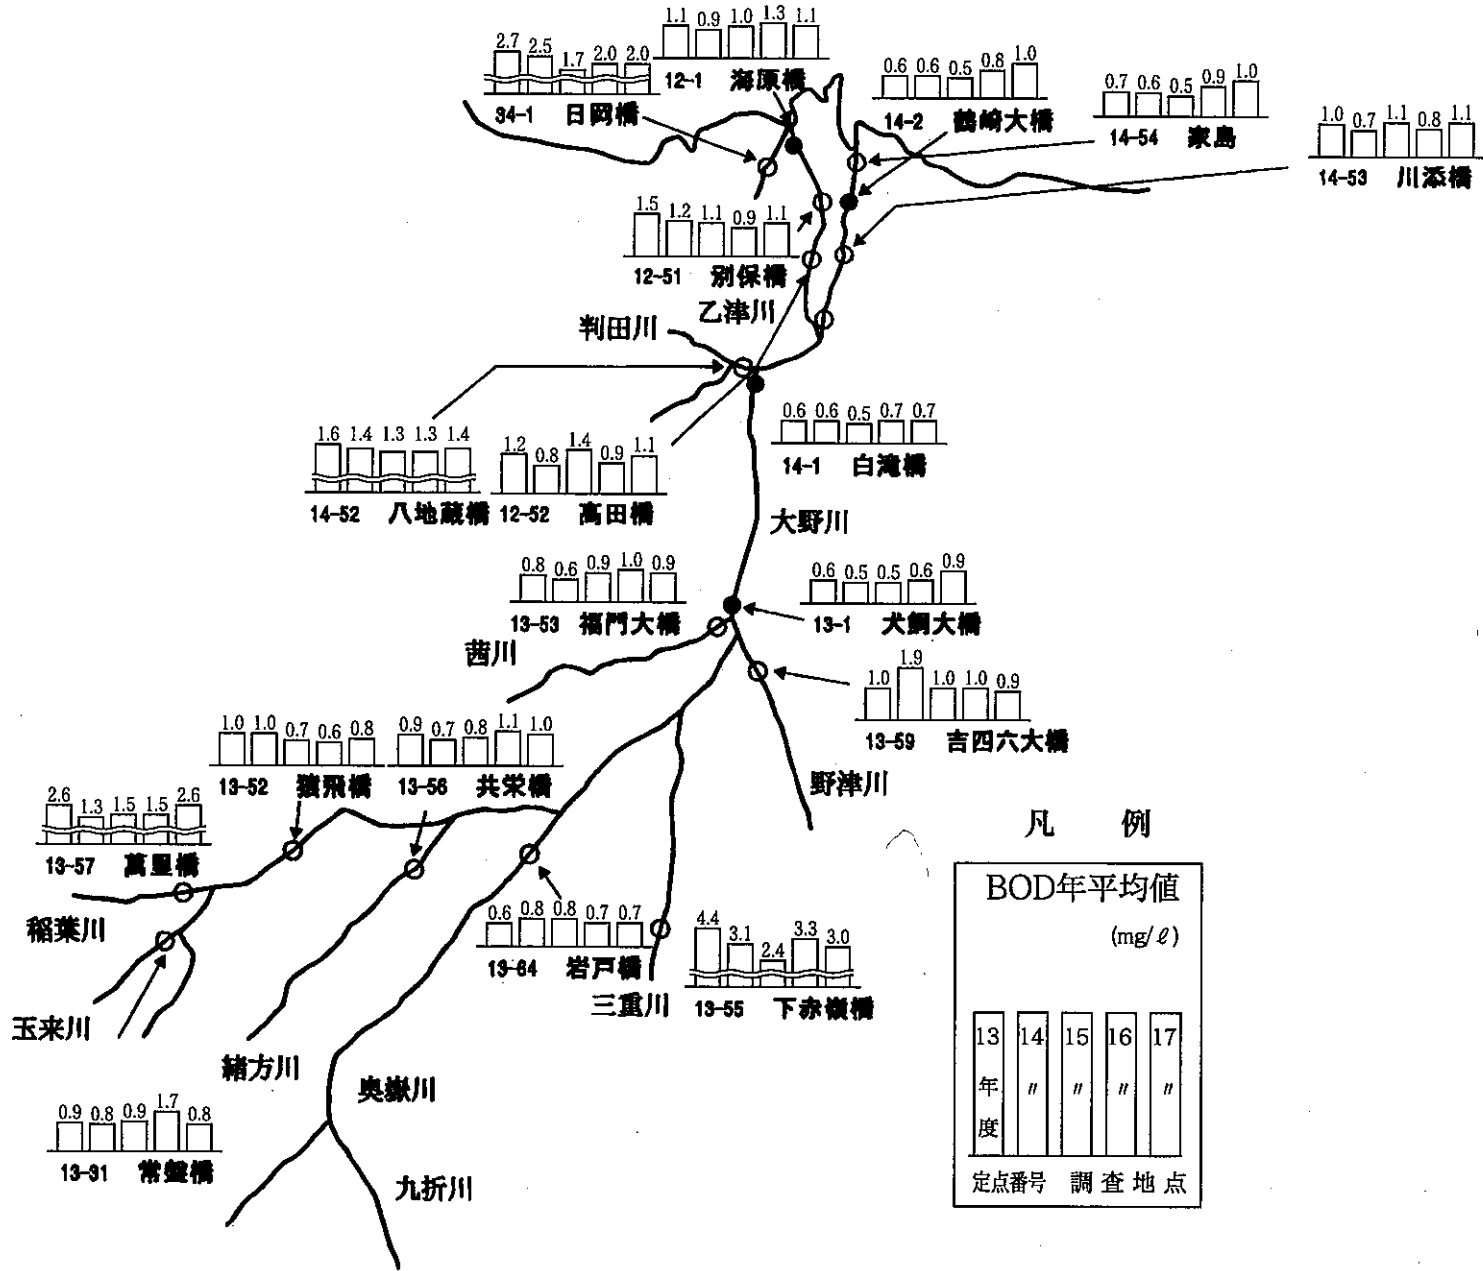 1.1 0.9 1.0 1.3 1.1
12-1 海原橋
2.7 2.5 1.7 2.0 2.0
34-1 日岡橋
0.6 0.6 0.5 0.8 1.0
14-2 鶴崎大橋
0.7 0.6 0.5 0.9 1.0
14-54 家島
1.0 0.7 1.1 0.8 1.1
14-53 川添橋
1.5 1.2 1.1 0.9 1.1
12-51 別保橋
乙津川
判田川
0.6 0.6 0.5 0.7 0.7
14-1 白滝橋
1.6 1.4 1.3 1.3 1.4
14-52 八地蔵橋
1.2 0.8 1.4 0.9 1.1
12-52 高田橋
大野川
0.8 0.6 0.9 1.0 0.9
13-53 福門大橋
0.6 0.5 0.5 0.6 0.9
13-1 犬飼大橋
茜川
1.0 1.9 1.0 1.0 0.9
13-59 吉四六大橋
1.0 1.0 0.7 0.6 0.8
13-52 猿飛橋
0.9 0.7 0.8 1.1 1.0
13-56 共栄橋
野津川
2.6 1.3 1.5 1.5 2.6
13-57 萬里橋
稲葉川
0.6 0.8 0.8 0.7 0.7
13-64 岩戸橋
4.4 3.1 2.4 3.3 3.0
13-55 下赤嶺橋
三重川
玉来川
緒方川
奥嶽川
0.9 0.8 0.9 1.7 0.8
13-31 常盤橋
九折川
凡 例
BOD年平均値
(mg/ℓ)
13年度 14〃 15〃 16〃 17〃
定点番号 調査地点